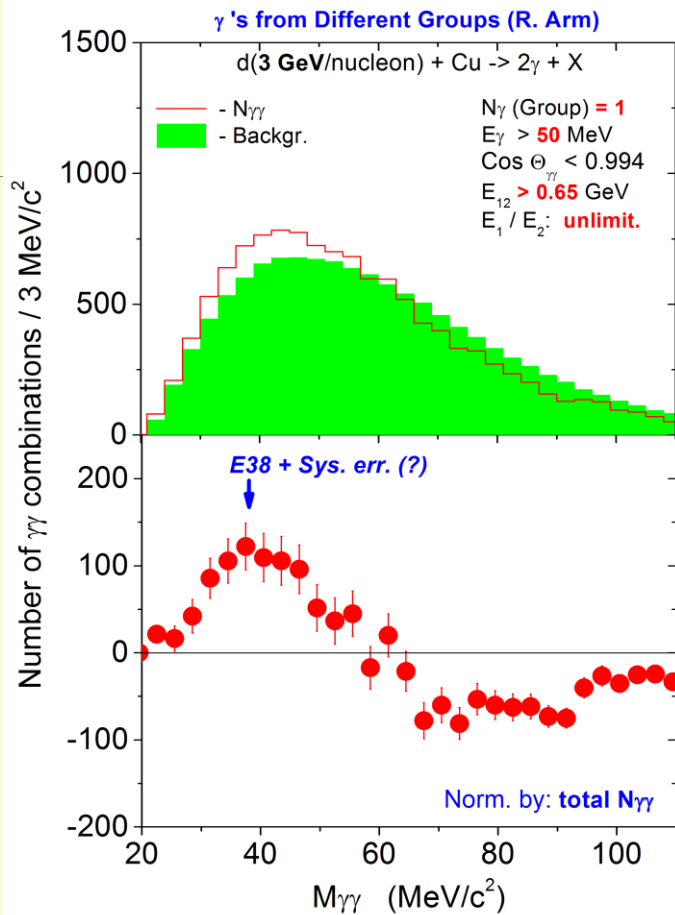 γ 's from Different Groups (R. Arm)
d(3 GeV/nucleon) + Cu -> 2γ + X
- Nγγ
- Backgr.
Nγ (Group) = 1
Eγ > 50 MeV
Cos Θγγ < 0.994
E12 > 0.65 GeV
E1 / E2: unlimit.
1500
1000
500
0
E38 + Sys. err. (?)
200
100
0
-100
-200
Norm. by: total Nγγ
20
40
60
80
100
Mγγ (MeV/c²)
Number of γγ combinations / 3 MeV/c²